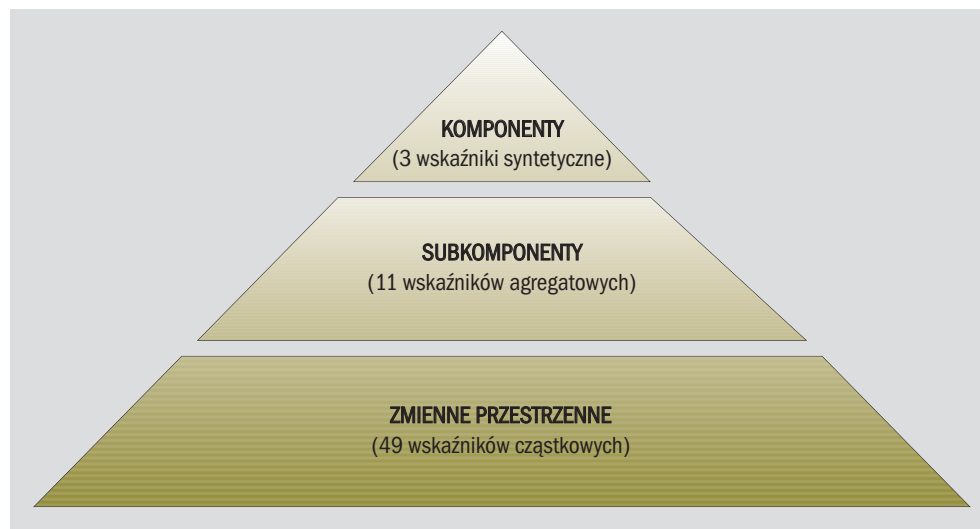 KOMPONENTY
(3 wskaźniki syntetyczne)
SUBKOMPONENTY
(11 wskaźników agregatowych)
ZMIENNE PRZESTRZENNE
(49 wskaźników cząstkowych)